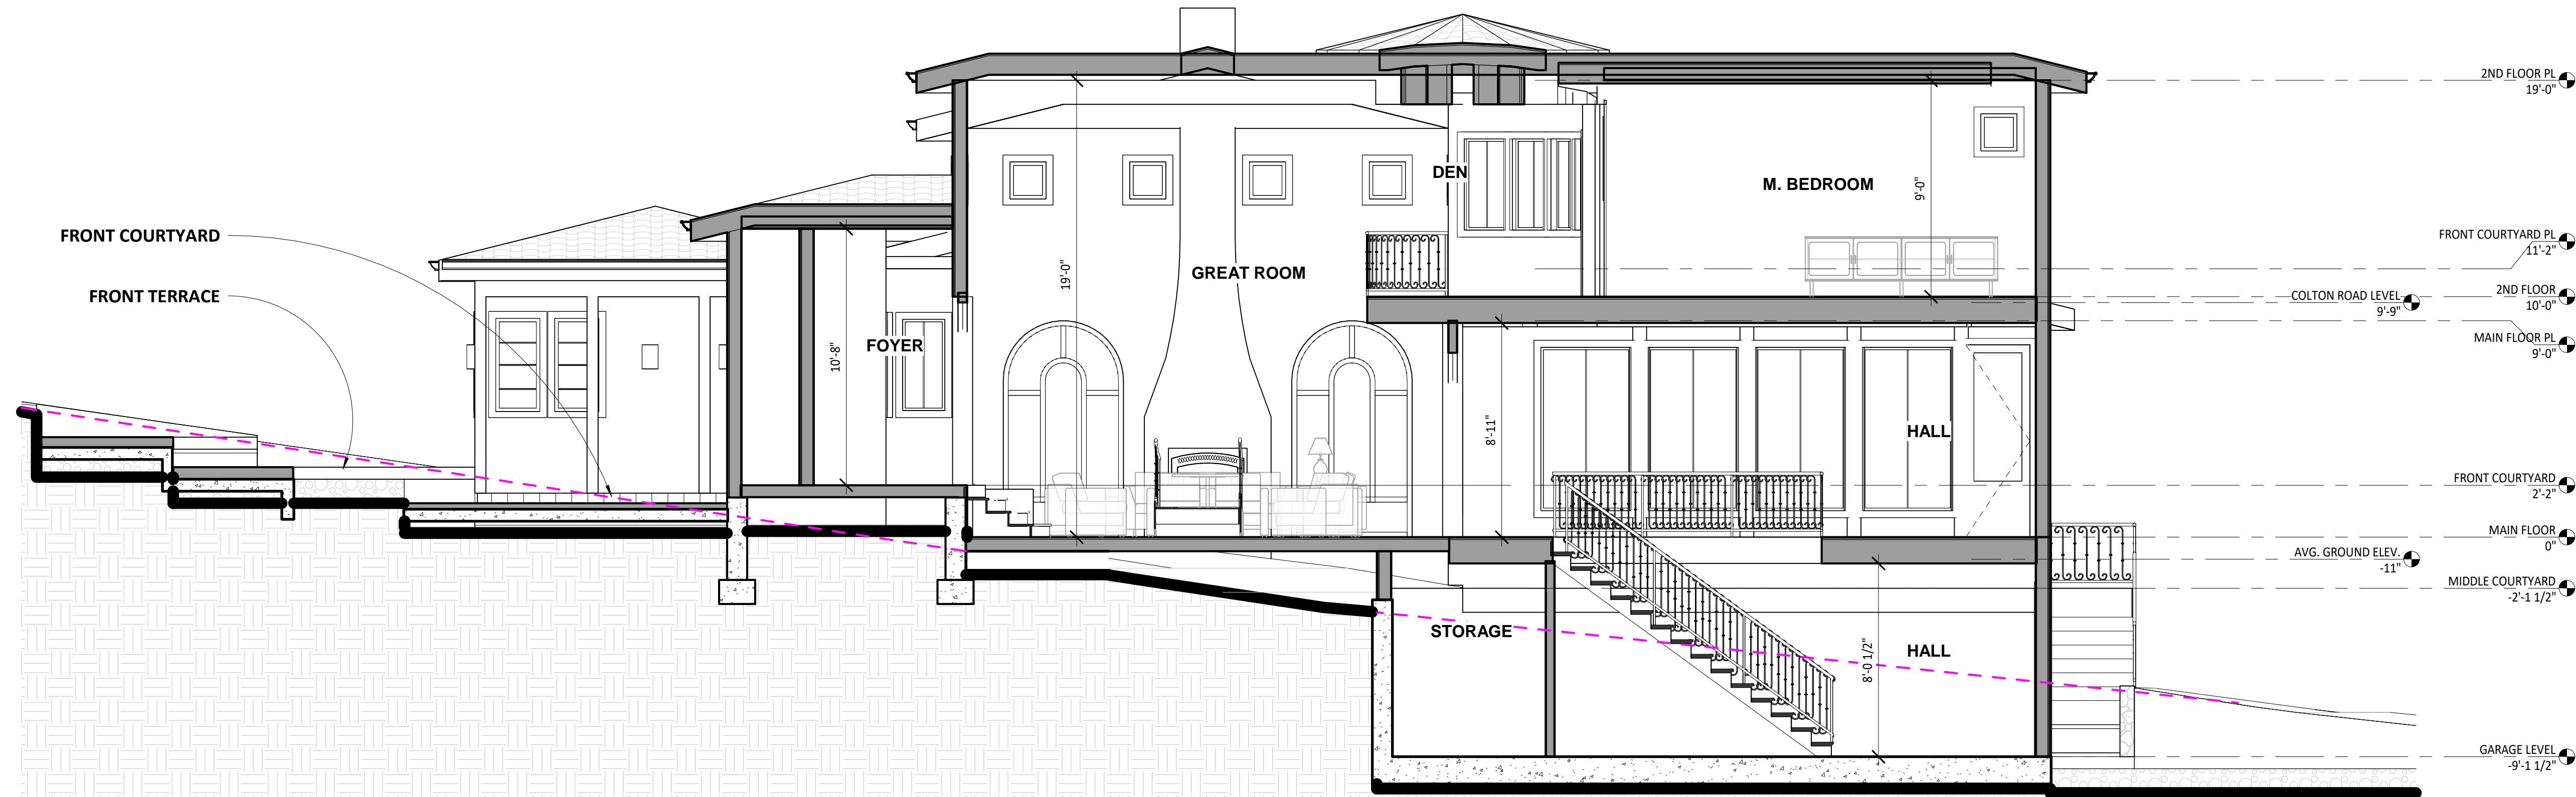 2ND FLOOR PL
19'-0"
DEN
M. BEDROOM
9'-0"
FRONT COURTYARD
FRONT COURTYARD PL
11'-2"
19'-0"
GREAT ROOM
FRONT TERRACE
COLTON ROAD LEVEL
9'-9"
2ND FLOOR
10'-0"
10'-8"
FOYER
MAIN FLOOR PL
9'-0"
8'-11"
HALL
FRONT COURTYARD
2'-2"
MAIN FLOOR
0"
AVG. GROUND ELEV.
-11"
MIDDLE COURTYARD
-2'-1 1/2"
STORAGE
8'-0 1/2"
HALL
GARAGE LEVEL
-9'-1 1/2"